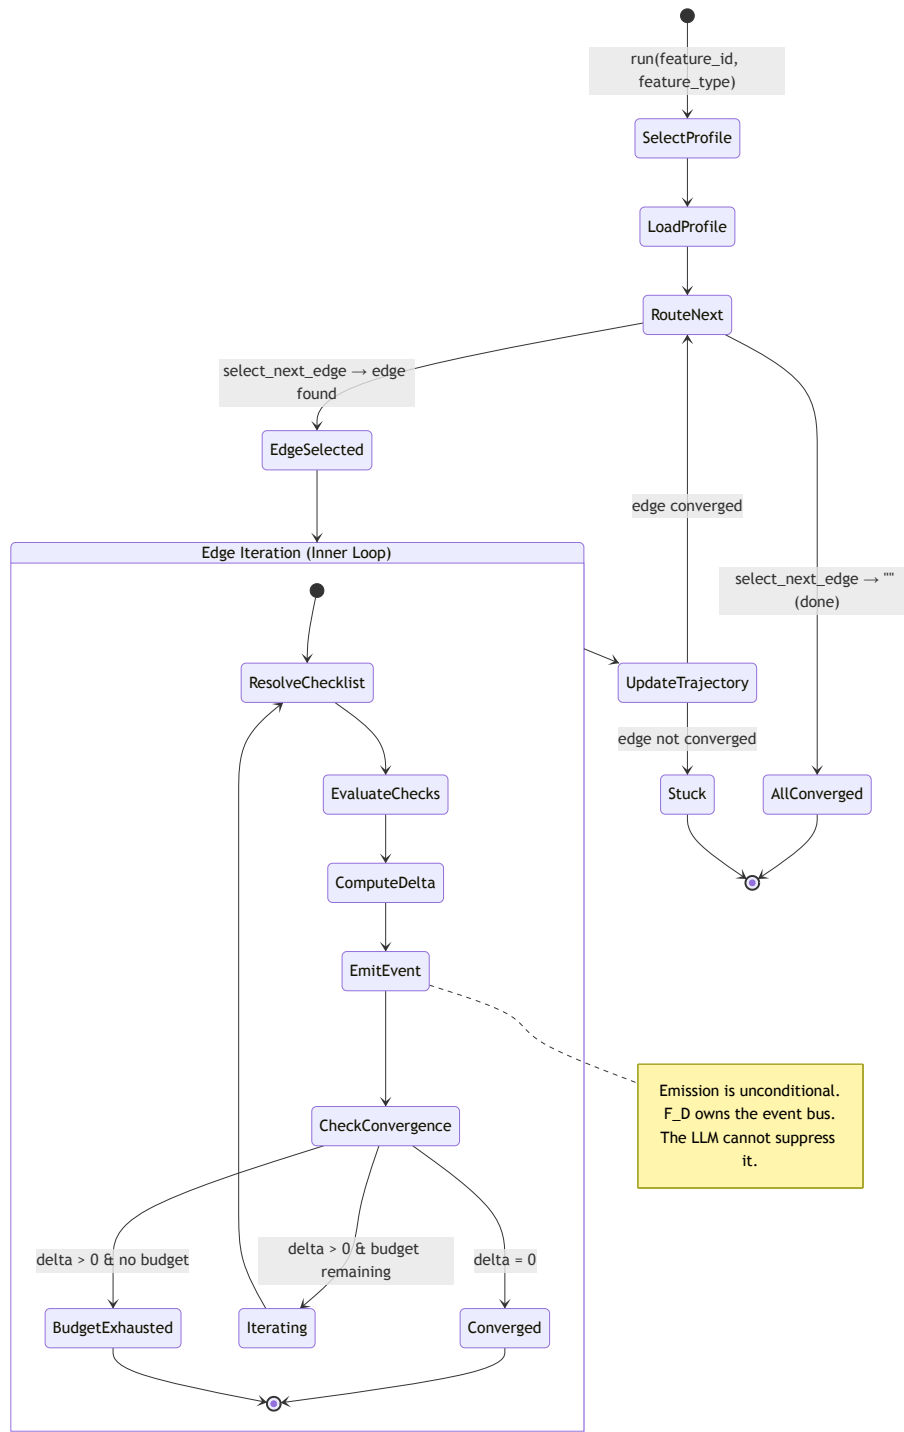 run(feature_id,
feature_type)
SelectProfile
LoadProfile
RouteNext
select_next_edge → edge
found
EdgeSelected
edge converged
Edge Iteration (Inner Loop)
select_next_edge → ""
(done)
ResolveChecklist
UpdateTrajectory
edge not converged
EvaluateChecks
Stuck
AllConverged
ComputeDelta
EmitEvent
Emission is unconditional.
F_D owns the event bus.
The LLM cannot suppress
it.
CheckConvergence
delta > 0 & no budget
delta > 0 & budget
remaining
delta = 0
BudgetExhausted
Iterating
Converged